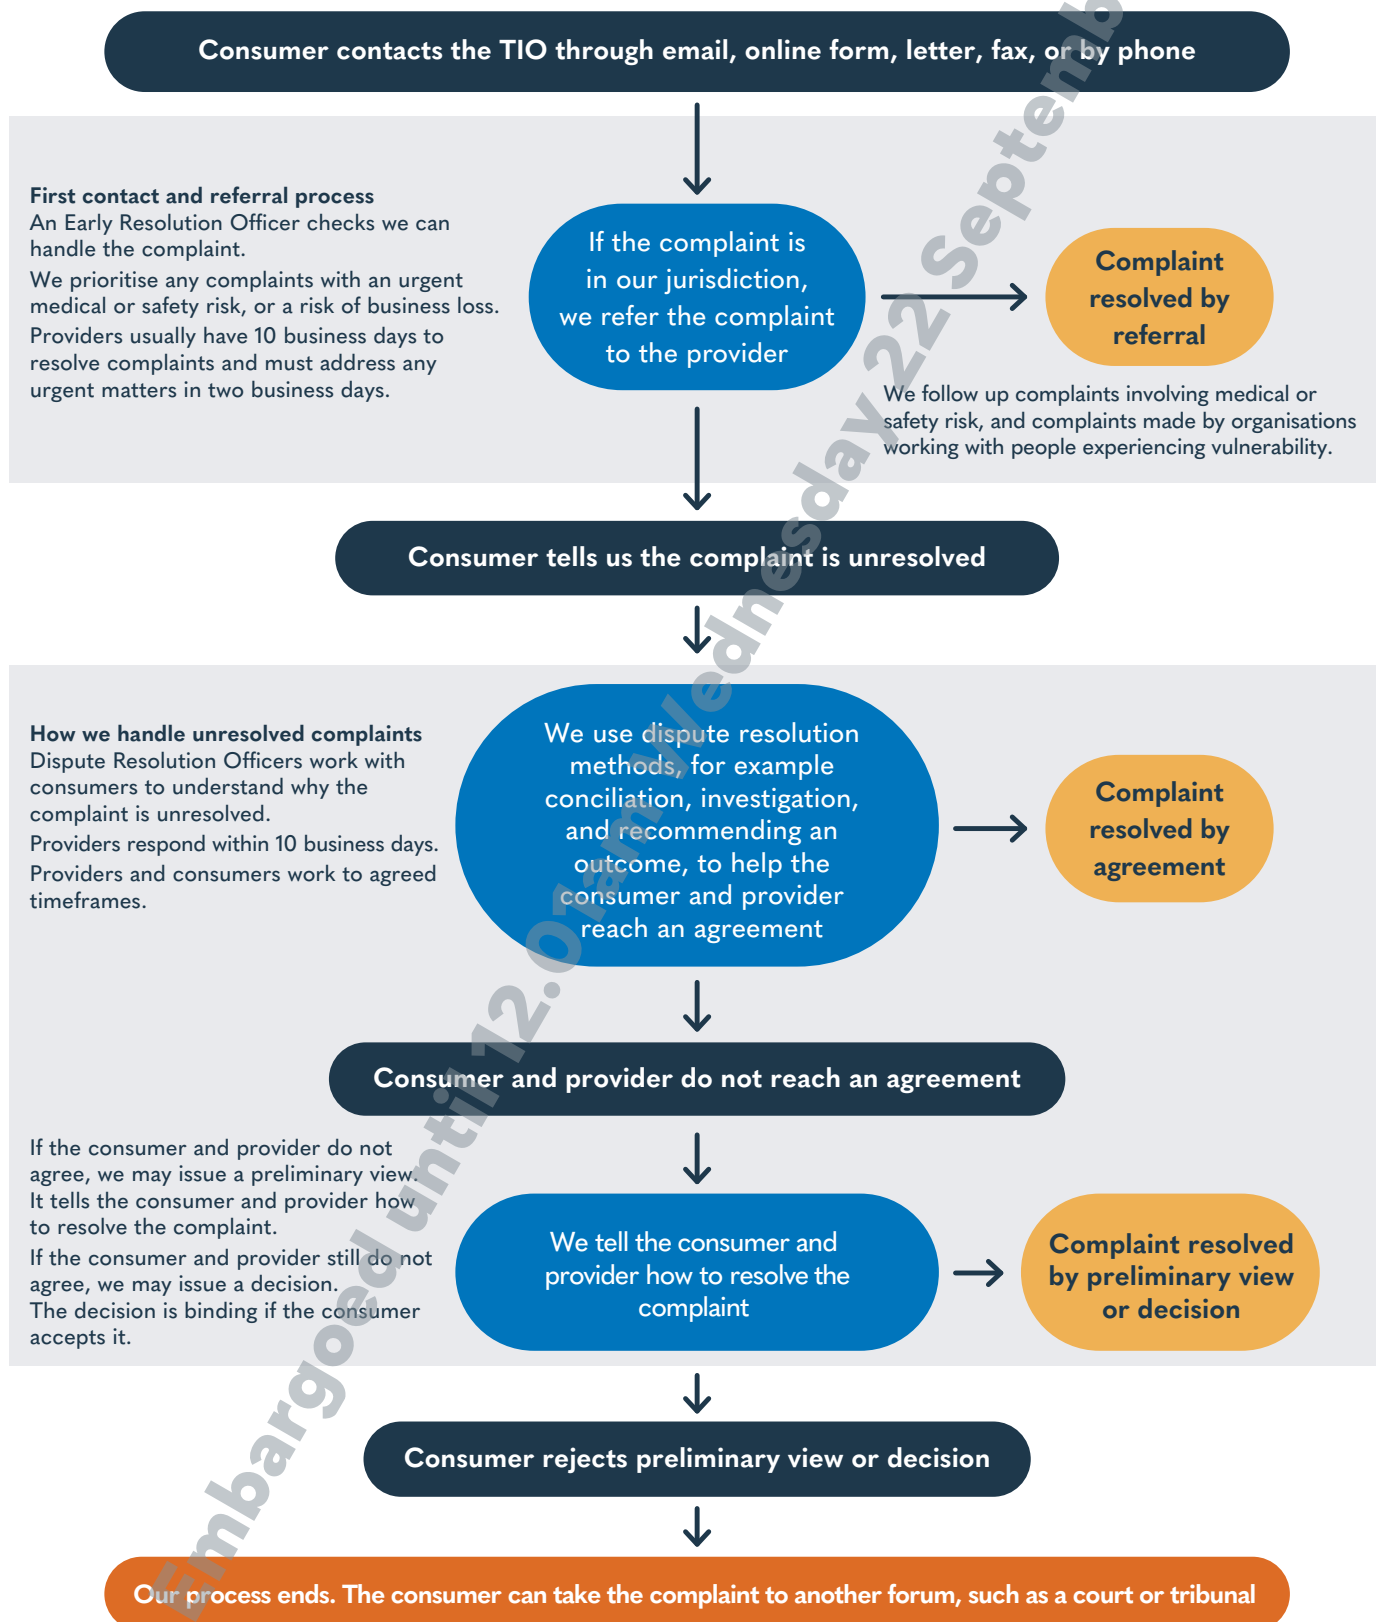 Consumer contacts the TIO through email, online form, letter, fax, or by phone
First contact and referral process
An Early Resolution Officer checks we can
handle the complaint.
We prioritise any complaints with an urgent
medical or safety risk, or a risk of business loss.
Providers usually have 10 business days to
resolve complaints and must address any
urgent matters in two business days.
If the complaint is
in our jurisdiction,
we refer the complaint
to the provider
Complaint
resolved by
referral
We follow up complaints involving medical or
safety risk, and complaints made by organisations
working with people experiencing vulnerability.
Consumer tells us the complaint is unresolved
How we handle unresolved complaints
Dispute Resolution Officers work with
consumers to understand why the
complaint is unresolved.
Providers respond within 10 business days.
Providers and consumers work to agreed
timeframes.
We use dispute resolution
methods, for example
conciliation, investigation,
and recommending an
outcome, to help the
consumer and provider
reach an agreement
Complaint
resolved by
agreement
Consumer and provider do not reach an agreement
If the consumer and provider do not
agree, we may issue a preliminary view.
It tells the consumer and provider how
to resolve the complaint.
If the consumer and provider still do not
agree, we may issue a decision.
The decision is binding if the consumer
accepts it.
We tell the consumer and
provider how to resolve the
complaint
Complaint resolved
by preliminary view
or decision
Consumer rejects preliminary view or decision
Our process ends. The consumer can take the complaint to another forum, such as a court or tribunal
Embargoed until 12.01am Wednesday 22 Septemb